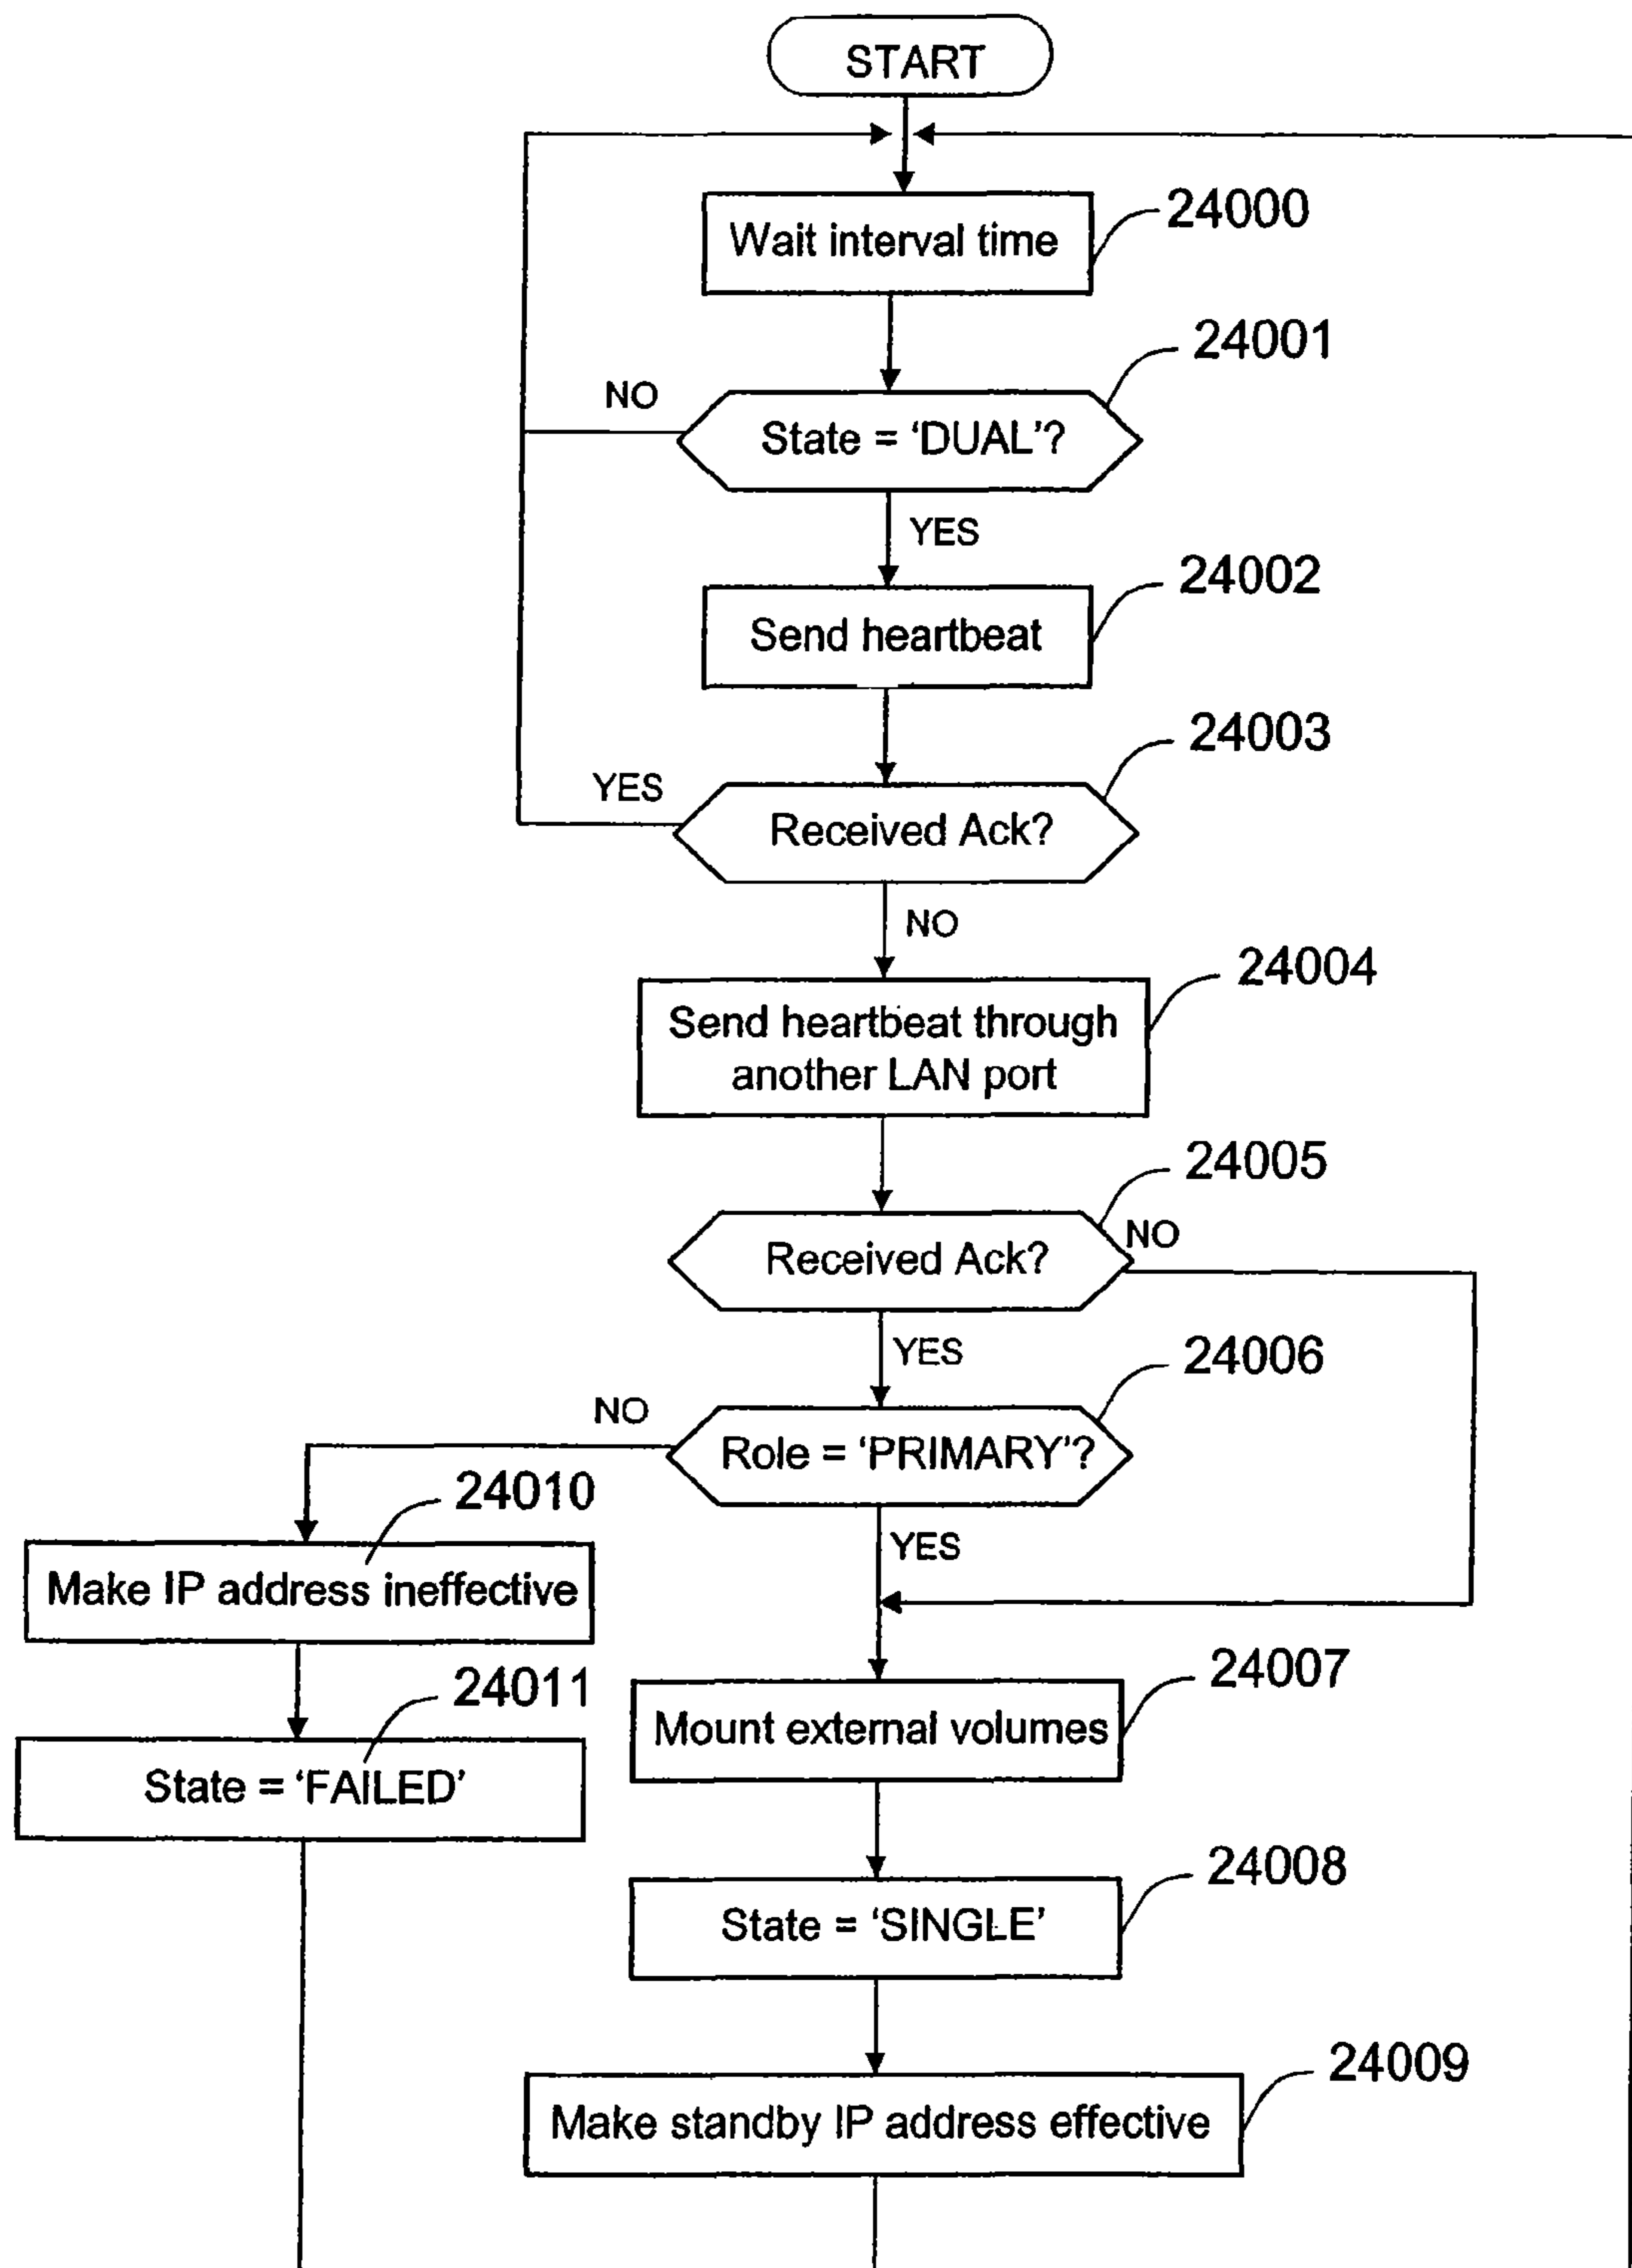 START
24000
Wait interval time
24001
NO
State = ‘DUAL’?
YES
24002
Send heartbeat
24003
YES
Received Ack?
NO
24004
Send heartbeat through
another LAN port
24005
NO
Received Ack?
YES
24006
NO
Role = ‘PRIMARY’?
24010
YES
Make IP address ineffective
24007
24011
Mount external volumes
State = ‘FAILED’
24008
State = ‘SINGLE’
24009
Make standby IP address effective